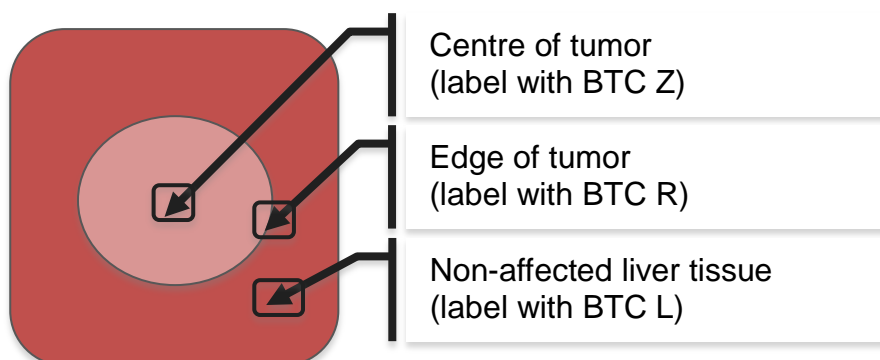 Centre of tumor
(label with BTC Z)
Edge of tumor
(label with BTC R)
Non-affected liver tissue
(label with BTC L)